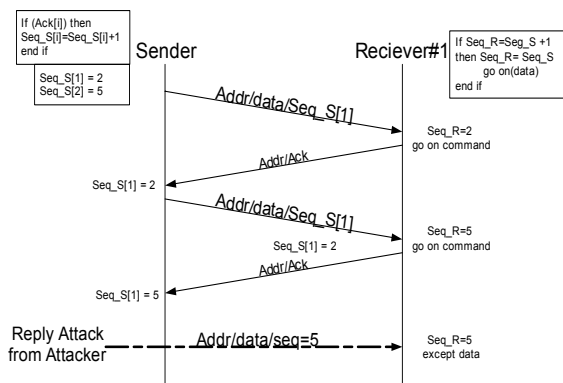 If (Ack[i]) then
Seq_S[i]=Seq_S[i]+1
end if
Sender
Reciever#1
If Seq_R=Seg_S +1
then Seq_R= Seq_S
go on(data)
end if
Seq_S[1] = 2
Seq_S[2] = 5
Addr/data/Seq_S[1]
Seq_R=2
go on command
Addr/Ack
Seq_S[1] = 2
Addr/data/Seq_S[1]
Seq_R=5
go on command
Seq_S[1] = 2
Addr/Ack
Seq_S[1] = 5
Reply Attack
from Attacker
Addr/data/seq=5
Seq_R=5
except data